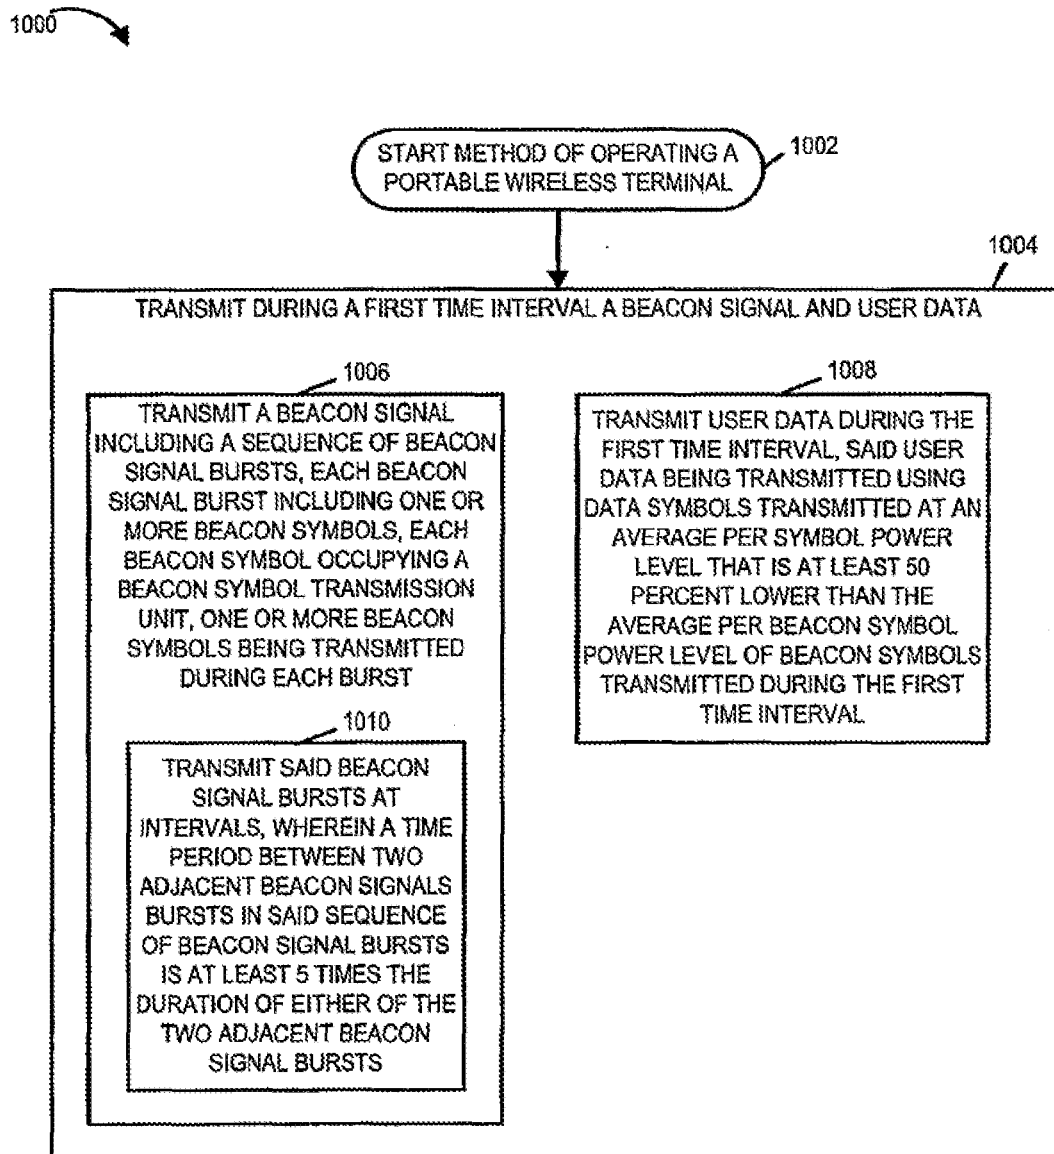 1000
START METHOD OF OPERATING A
PORTABLE WIRELESS TERMINAL
1002
1004
TRANSMIT DURING A FIRST TIME INTERVAL A BEACON SIGNAL AND USER DATA
1006
TRANSMIT A BEACON SIGNAL
INCLUDING A SEQUENCE OF BEACON
SIGNAL BURSTS, EACH BEACON
SIGNAL BURST INCLUDING ONE OR
MORE BEACON SYMBOLS, EACH
BEACON SYMBOL OCCUPYING A
BEACON SYMBOL TRANSMISSION
UNIT, ONE OR MORE BEACON
SYMBOLS BEING TRANSMITTED
DURING EACH BURST
1010
TRANSMIT SAID BEACON
SIGNAL BURSTS AT
INTERVALS, WHEREIN A TIME
PERIOD BETWEEN TWO
ADJACENT BEACON SIGNALS
BURSTS IN SAID SEQUENCE
OF BEACON SIGNAL BURSTS
IS AT LEAST 5 TIMES THE
DURATION OF EITHER OF THE
TWO ADJACENT BEACON
SIGNAL BURSTS
1008
TRANSMIT USER DATA DURING THE
FIRST TIME INTERVAL, SAID USER
DATA BEING TRANSMITTED USING
DATA SYMBOLS TRANSMITTED AT AN
AVERAGE PER SYMBOL POWER
LEVEL THAT IS AT LEAST 50
PERCENT LOWER THAN THE
AVERAGE PER BEACON SYMBOL
POWER LEVEL OF BEACON SYMBOLS
TRANSMITTED DURING THE FIRST
TIME INTERVAL